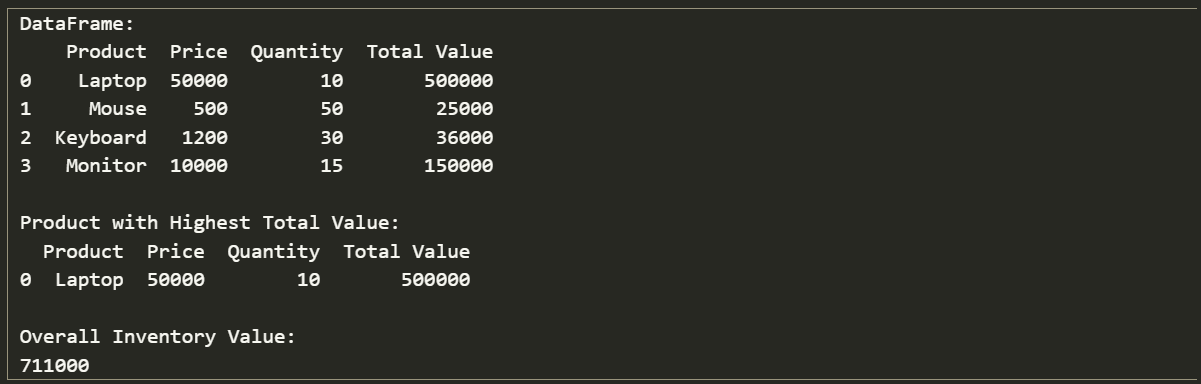 DataFrame:
    Product  Price  Quantity  Total Value
0    Laptop  50000        10       500000
1     Mouse    500        50        25000
2  Keyboard   1200        30        36000
3   Monitor  10000        15       150000

Product with Highest Total Value:
  Product  Price  Quantity  Total Value
0  Laptop  50000        10       500000

Overall Inventory Value:
711000